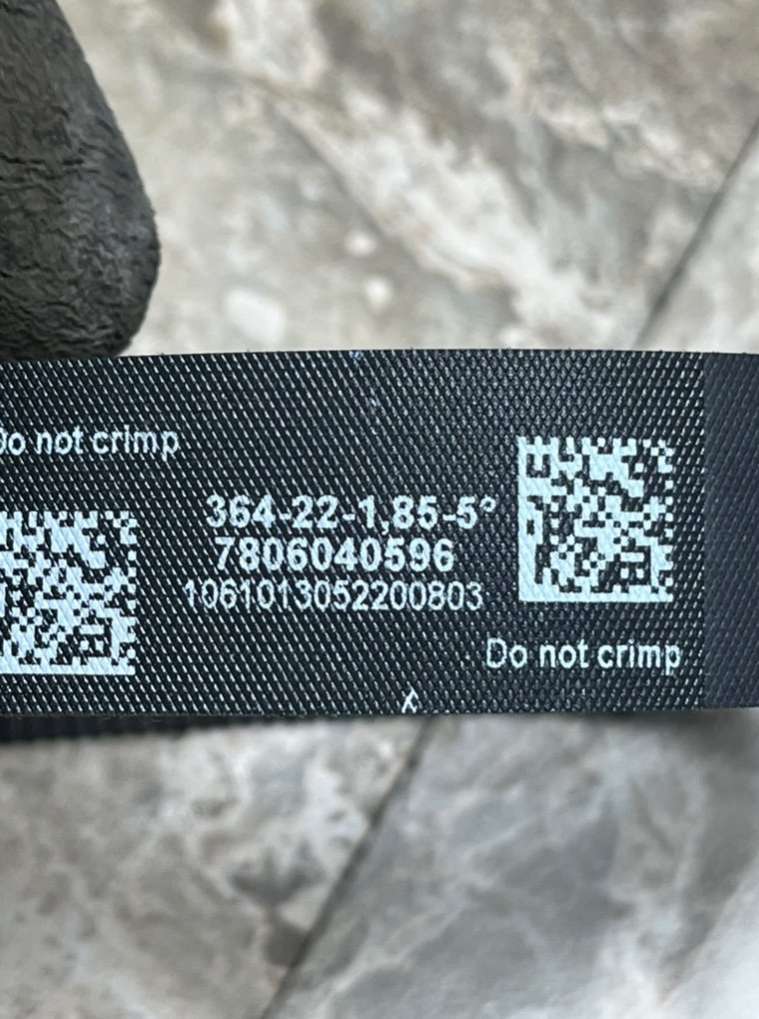 Do not crimp
364-22-1,85-5°
7806040596
1061013052200803
Do not crimp